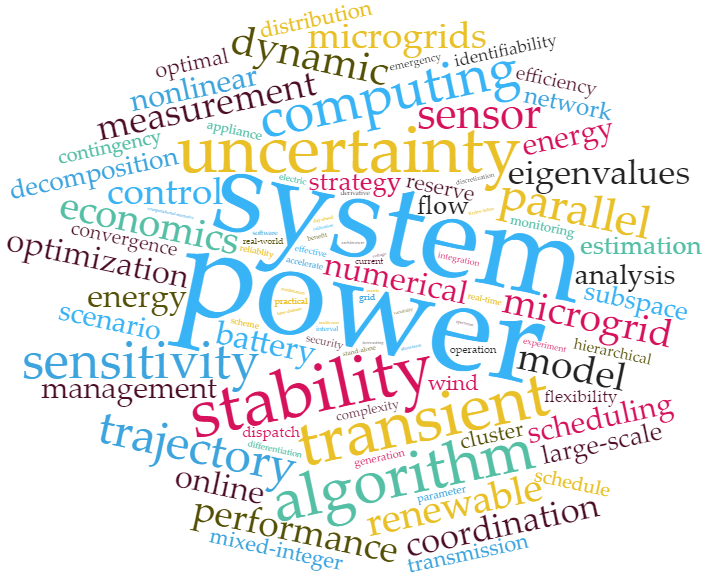 distribution
dynamic
microgrids
optimal
emergency
identifiability
nonlinear
computing
efficiency
measurement
sensor
network
contingency
appliance
uncertainty
energy
decomposition
electric
discretization
control
system
strategy
reserve
eigenvalues
derivative
flow
parallel
economics
software
real-world
benefit
monitoring
convergence
reliability
effective
estimation
optimization
accelerate
current
integration
power
numerical
analysis
energy
practical
grid
real-time
microgrid
subspace
scenario
scheme
interval
battery
security
stand-alone
operation
experiment
hierarchical
sensitivity
model
management
stability
wind
flexibility
complexity
transient
scheduling
trajectory
dispatch
cluster
large-scale
differentiation
generation
algorithm
online
parameter
schedule
renewable
performance
coordination
mixed-integer
transmission